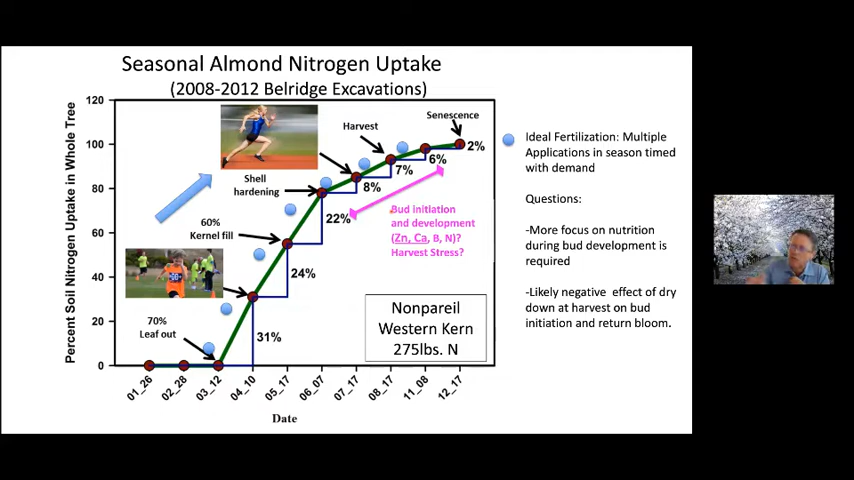 Seasonal Almond Nitrogen Uptake
(2008-2012 Belridge Excavations)
Percent Soil Nitrogen Uptake in Whole Tree
120
100
80
60
40
20
0
Senescence
Harvest
2%
6%
7%
8%
Shell
hardening
22%
60%
Kernel fill
24%
31%
70%
Leaf out
Bud initiation
and development
(Zn, Ca, B, N)?
Harvest Stress?
Nonpareil
Western Kern
275lbs. N
01_26
02_28
03_12
04_10
05_17
06_07
07_17
08_17
11_08
12_17
Date
Ideal Fertilization: Multiple
Applications in season timed
with demand
Questions:
-More focus on nutrition
during bud development is
required
-Likely negative effect of dry
down at harvest on bud
initiation and return bloom.